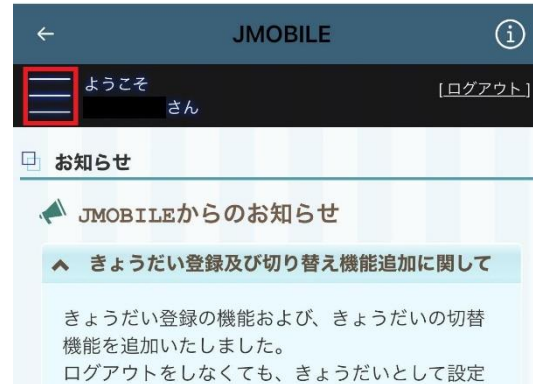 JMOBILE
ようこそ
さん
[ログアウト]
お知らせ
JMOBILEからのお知らせ
きょうだい登録及び切り替え機能追加に関して
きょうだい登録の機能および、きょうだいの切替
機能を追加いたしました。
ログアウトをしなくても、きょうだいとして設定